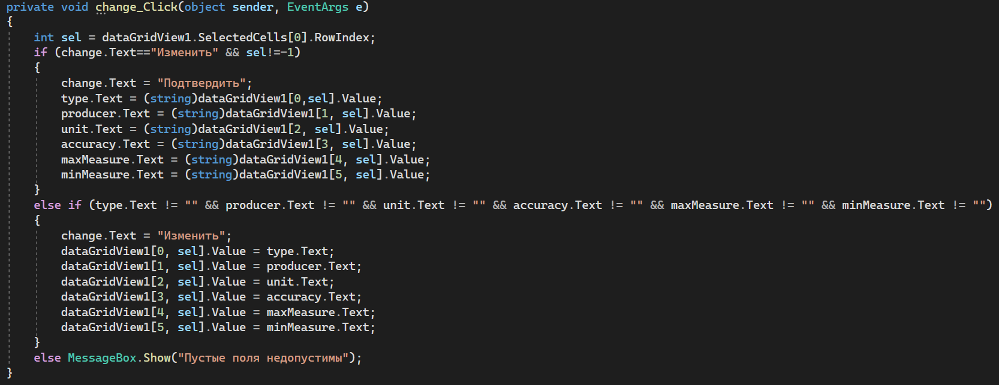 private void change_Click(object sender, EventArgs e)
{
    int sel = dataGridView1.SelectedCells[0].RowIndex;
    if (change.Text=="Изменить" && sel!=-1)
    {
        change.Text = "Подтвердить";
        type.Text = (string)dataGridView1[0,sel].Value;
        producer.Text = (string)dataGridView1[1, sel].Value;
        unit.Text = (string)dataGridView1[2, sel].Value;
        accuracy.Text = (string)dataGridView1[3, sel].Value;
        maxMeasure.Text = (string)dataGridView1[4, sel].Value;
        minMeasure.Text = (string)dataGridView1[5, sel].Value;
    }
    else if (type.Text != "" && producer.Text != "" && unit.Text != "" && accuracy.Text != "" && maxMeasure.Text != "" && minMeasure.Text != "")
    {
        change.Text = "Изменить";
        dataGridView1[0, sel].Value = type.Text;
        dataGridView1[1, sel].Value = producer.Text;
        dataGridView1[2, sel].Value = unit.Text;
        dataGridView1[3, sel].Value = accuracy.Text;
        dataGridView1[4, sel].Value = maxMeasure.Text;
        dataGridView1[5, sel].Value = minMeasure.Text;
    }
    else MessageBox.Show("Пустые поля недопустимы");
}